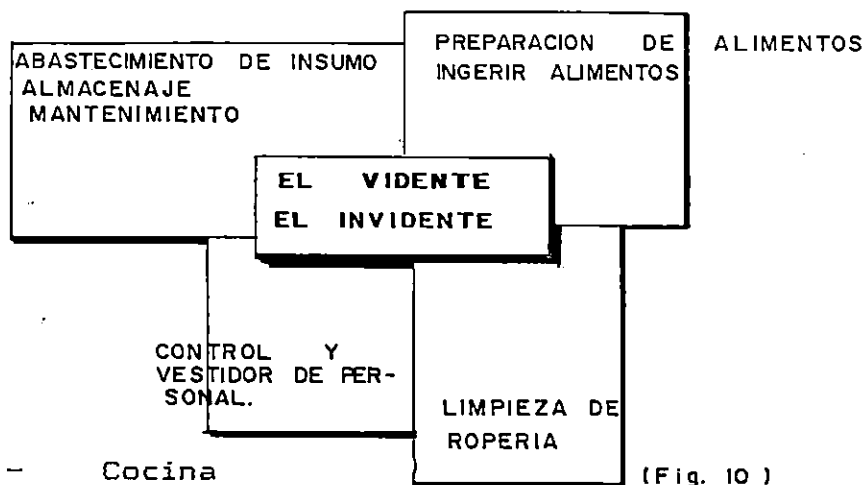 ABASTECIMIENTO DE INSUMO
ALMACENAJE
MANTENIMIENTO
PREPARACION DE ALIMENTOS
INGERIR ALIMENTOS
EL VIDENTE
EL INVIDENTE
CONTROL Y
VESTIDOR DE PER-
SONAL.
LIMPIEZA DE
ROPERIA
- Cocina
(Fig. 10)